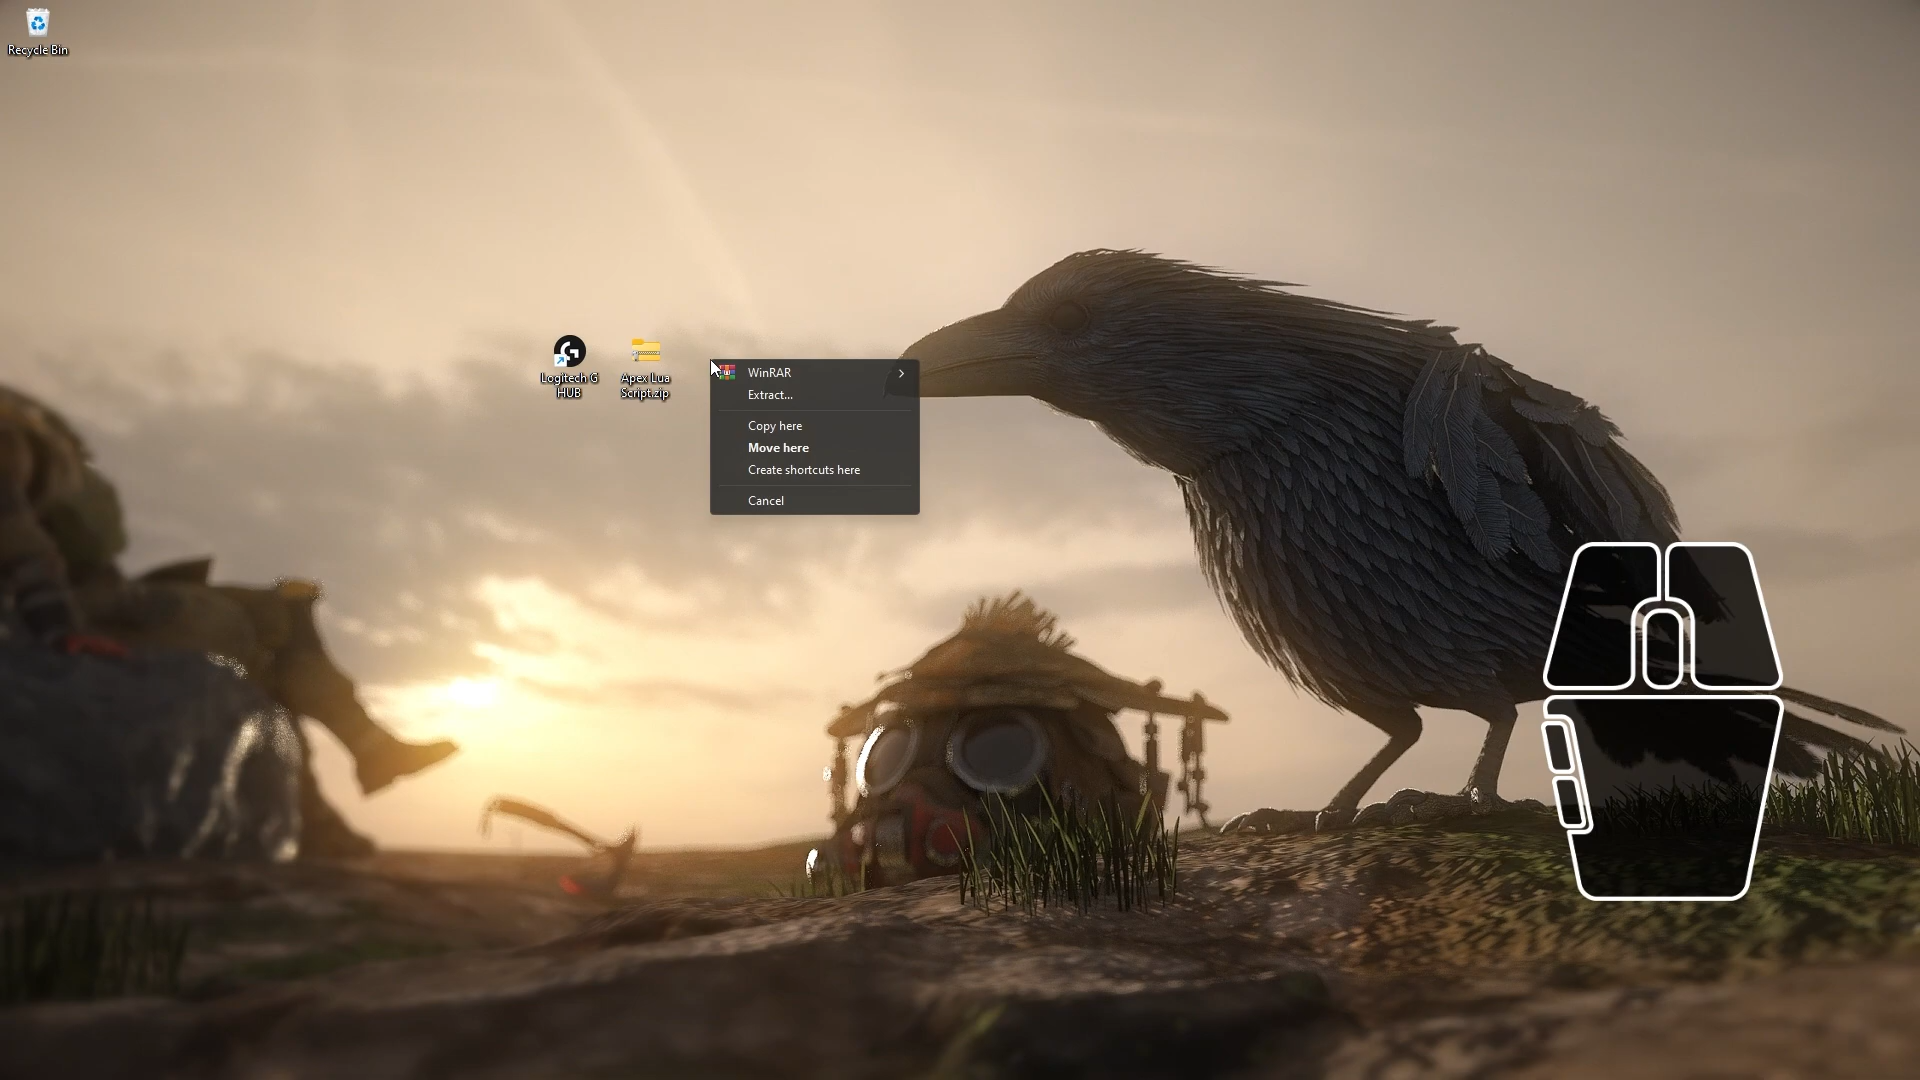 Recycle Bin
Logitech G
HUB
Apex Lua
Script.zip
WinRAR
Extract...
Copy here
Move here
Create shortcuts here
Cancel